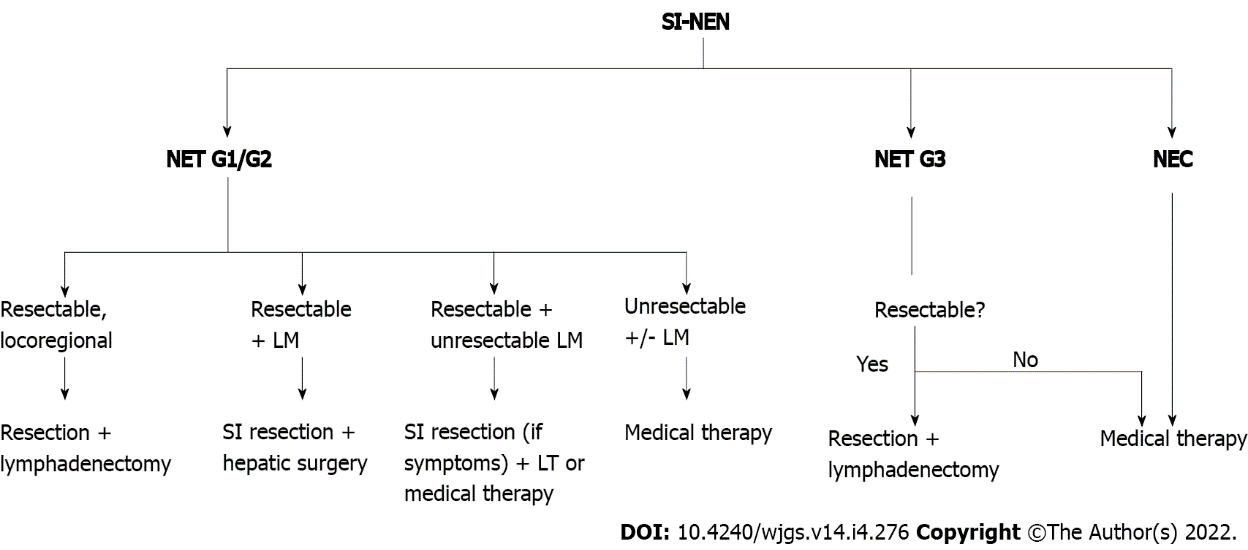 SI-NEN
NET G1/G2
NET G3
NEC
Resectable,
locoregional
Resectable
+ LM
Resectable +
unresectable LM
Unresectable
+/- LM
Resectable?
Yes
No
Resection +
lymphadenectomy
SI resection +
hepatic surgery
SI resection (if
symptoms) + LT or
medical therapy
Medical therapy
Resection +
lymphadenectomy
Medical therapy
DOI: 10.4240/wjgs.v14.i4.276 Copyright ©The Author(s) 2022.